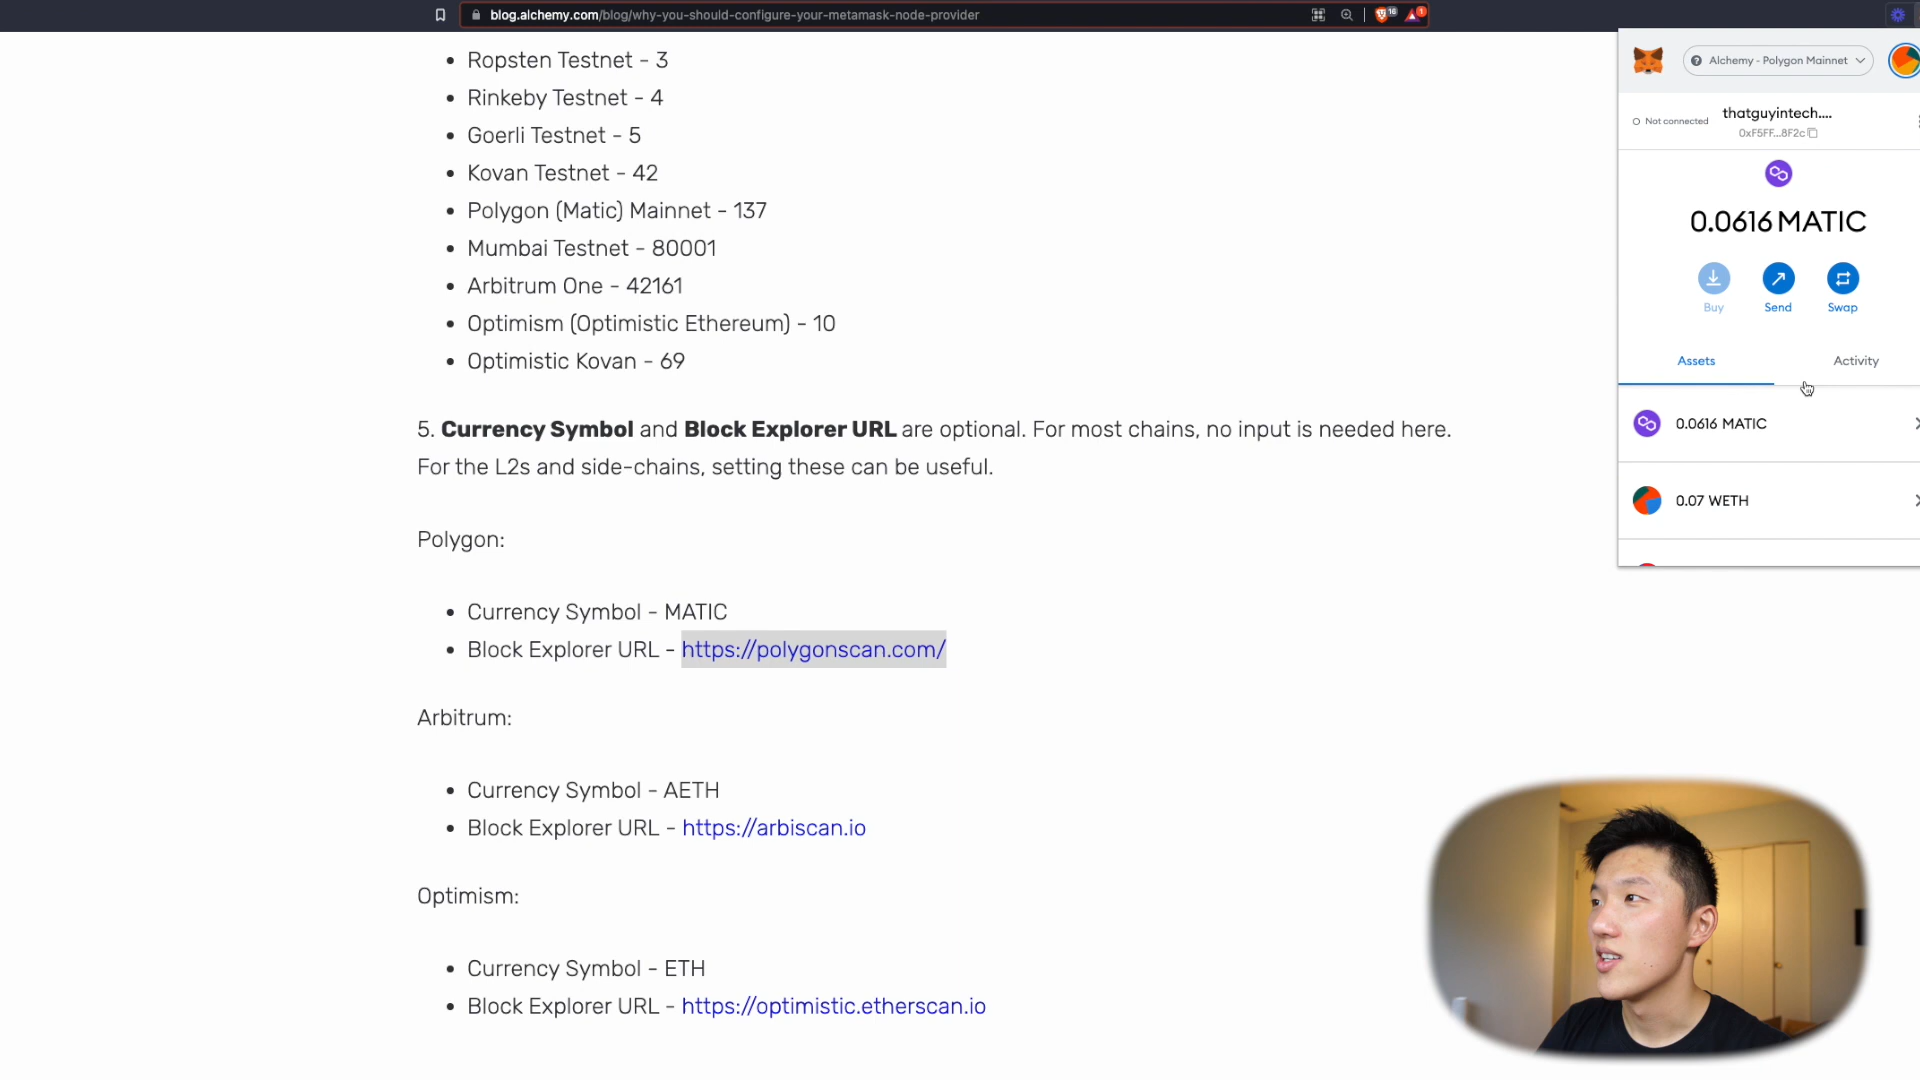 blog.alchemy.com/blog/why-you-should-configure-your-metamask-node-provider
16
1
• Ropsten Testnet - 3
• Rinkeby Testnet - 4
• Goerli Testnet - 5
• Kovan Testnet - 42
• Polygon (Matic) Mainnet - 137
• Mumbai Testnet - 80001
• Arbitrum One - 42161
• Optimism (Optimistic Ethereum) - 10
• Optimistic Kovan - 69
5. Currency Symbol and Block Explorer URL are optional. For most chains, no input is needed here.
For the L2s and side-chains, setting these can be useful.
Polygon:
• Currency Symbol - MATIC
• Block Explorer URL - https://polygonscan.com/
Arbitrum:
• Currency Symbol - AETH
• Block Explorer URL - https://arbiscan.io
Optimism:
• Currency Symbol - ETH
• Block Explorer URL - https://optimistic.etherscan.io
? Alchemy - Polygon Mainnet
Not connected
thatguyintech....
0xF5FF...8F2c
0.0616 MATIC
Buy
Send
Swap
Assets
Activity
0.0616 MATIC
0.07 WETH